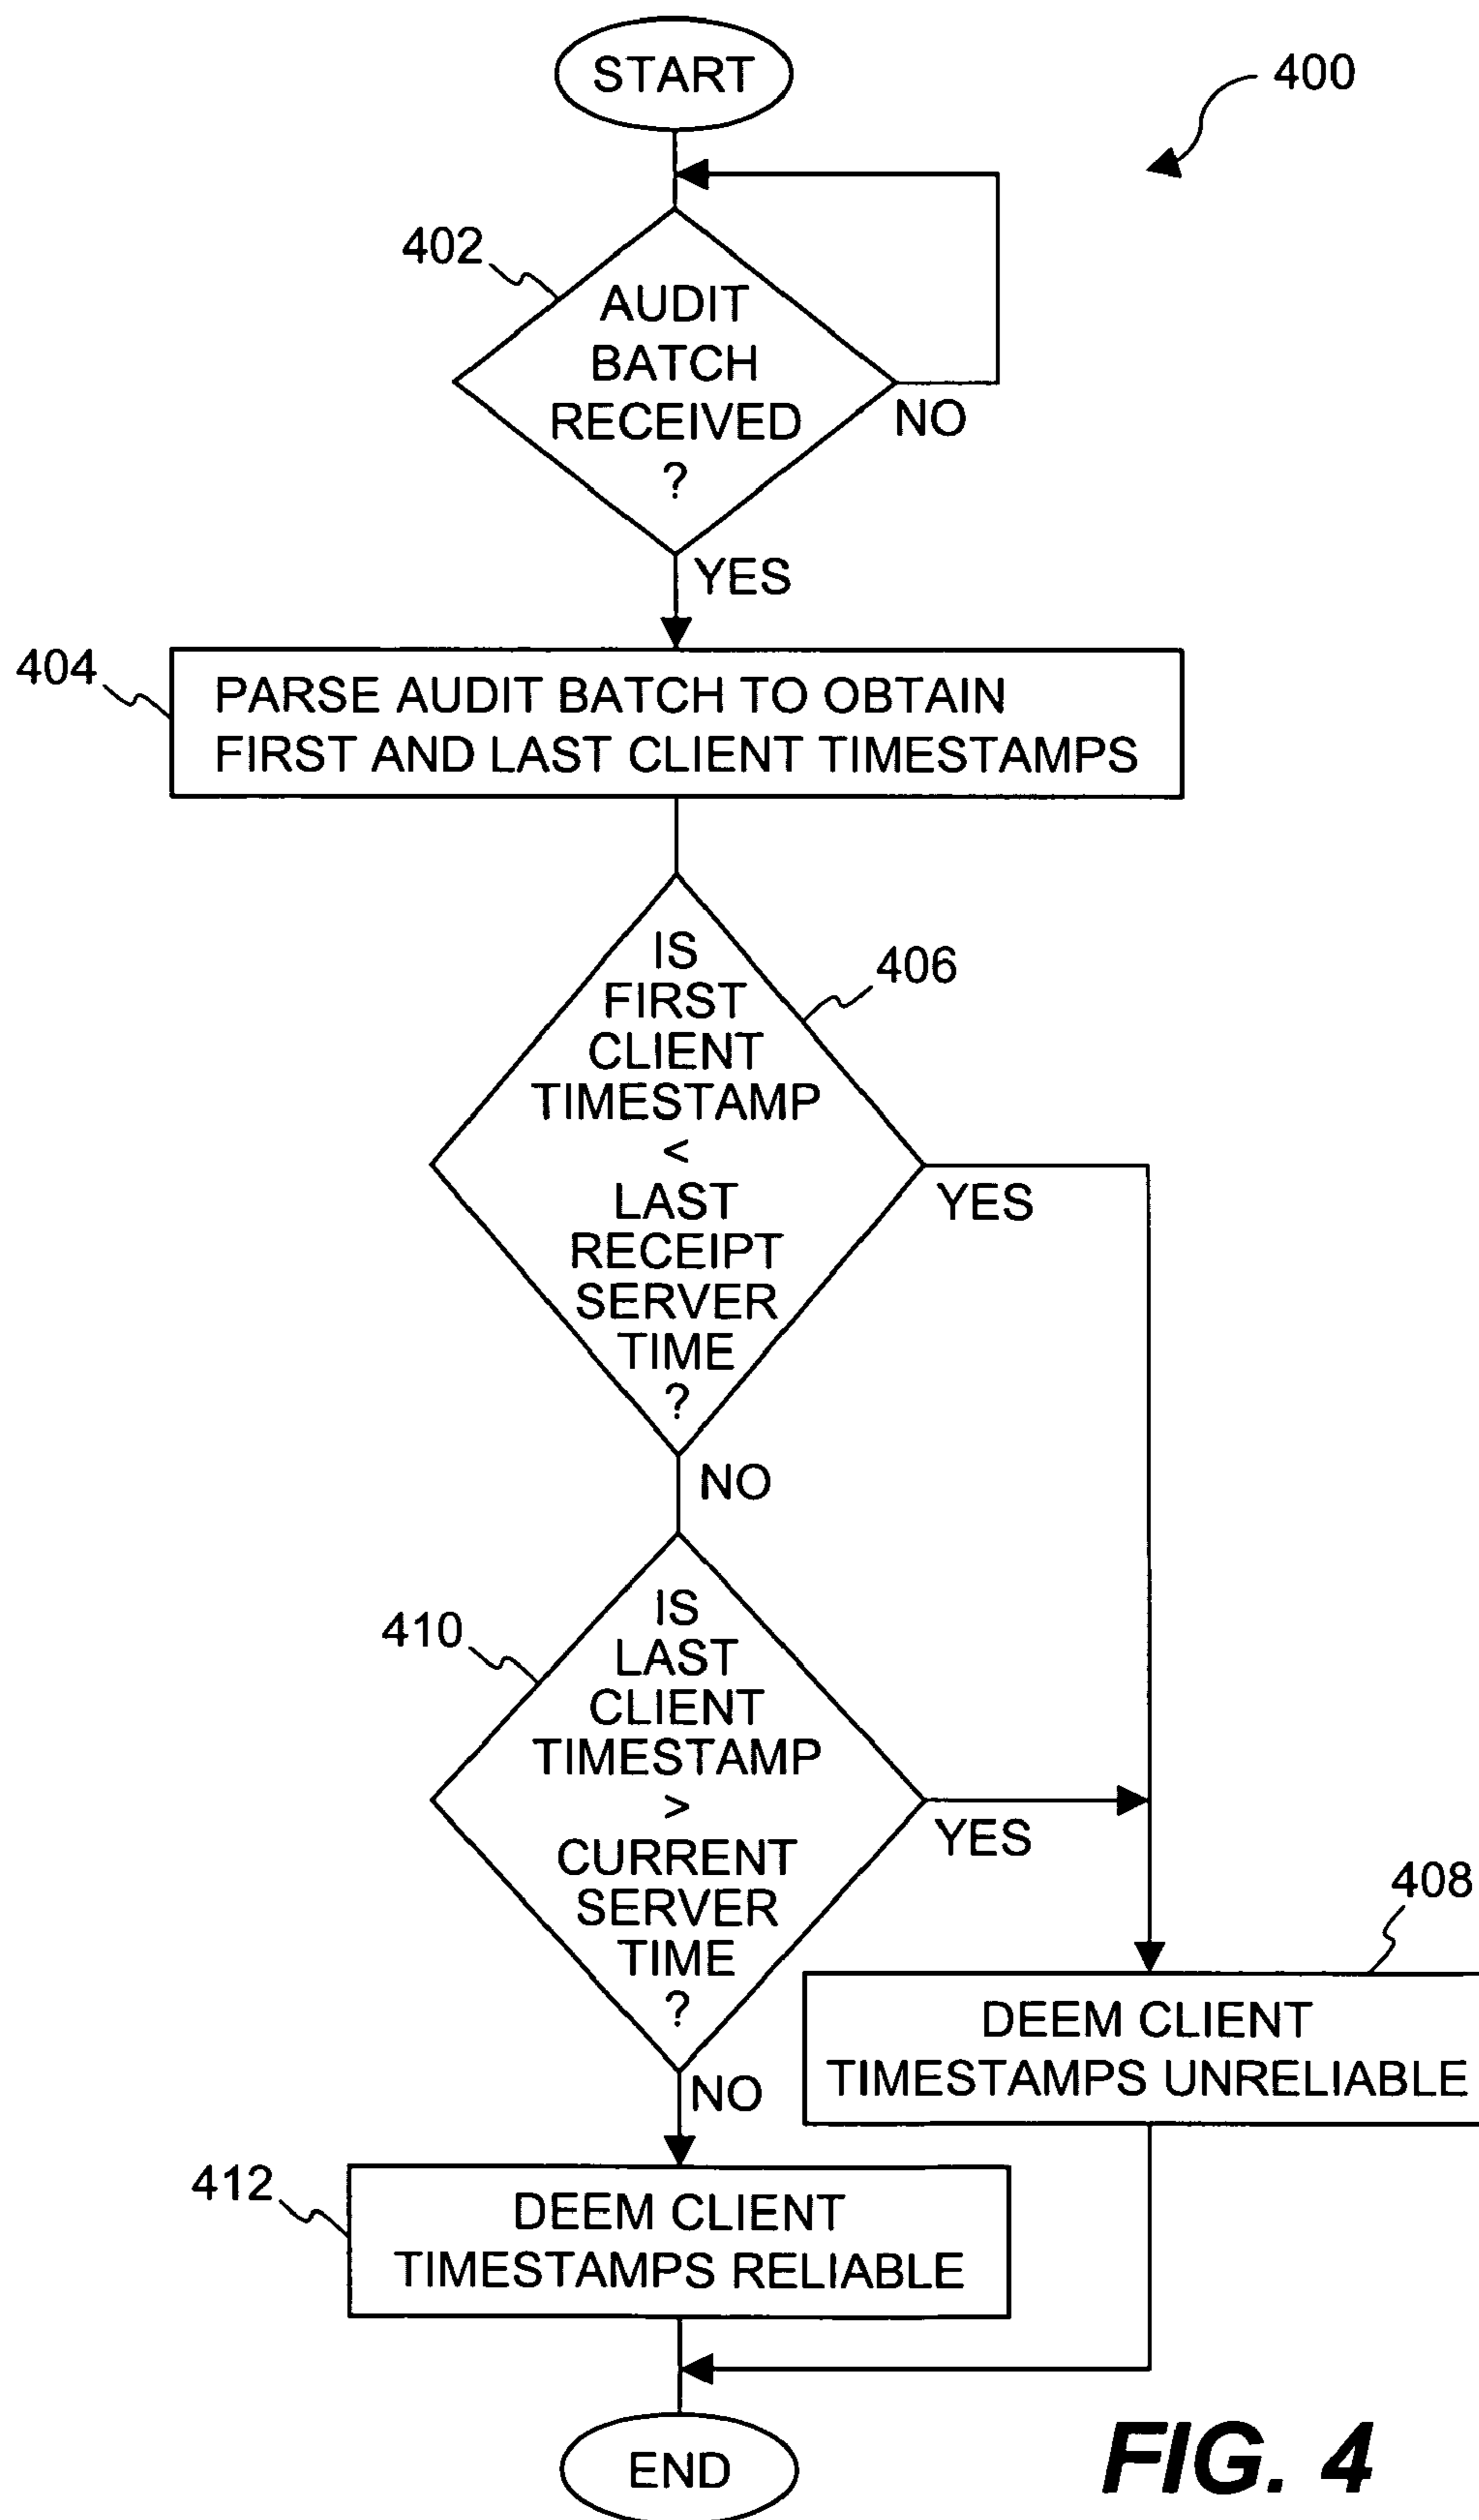 START
400
402
AUDIT
BATCH
RECEIVED
?
NO
YES
404
PARSE AUDIT BATCH TO OBTAIN
FIRST AND LAST CLIENT TIMESTAMPS
406
IS
FIRST
CLIENT
TIMESTAMP
<
LAST
RECEIPT
SERVER
TIME
?
YES
NO
410
IS
LAST
CLIENT
TIMESTAMP
>
CURRENT
SERVER
TIME
?
YES
NO
408
DEEM CLIENT
TIMESTAMPS UNRELIABLE
412
DEEM CLIENT
TIMESTAMPS RELIABLE
END
FIG. 4